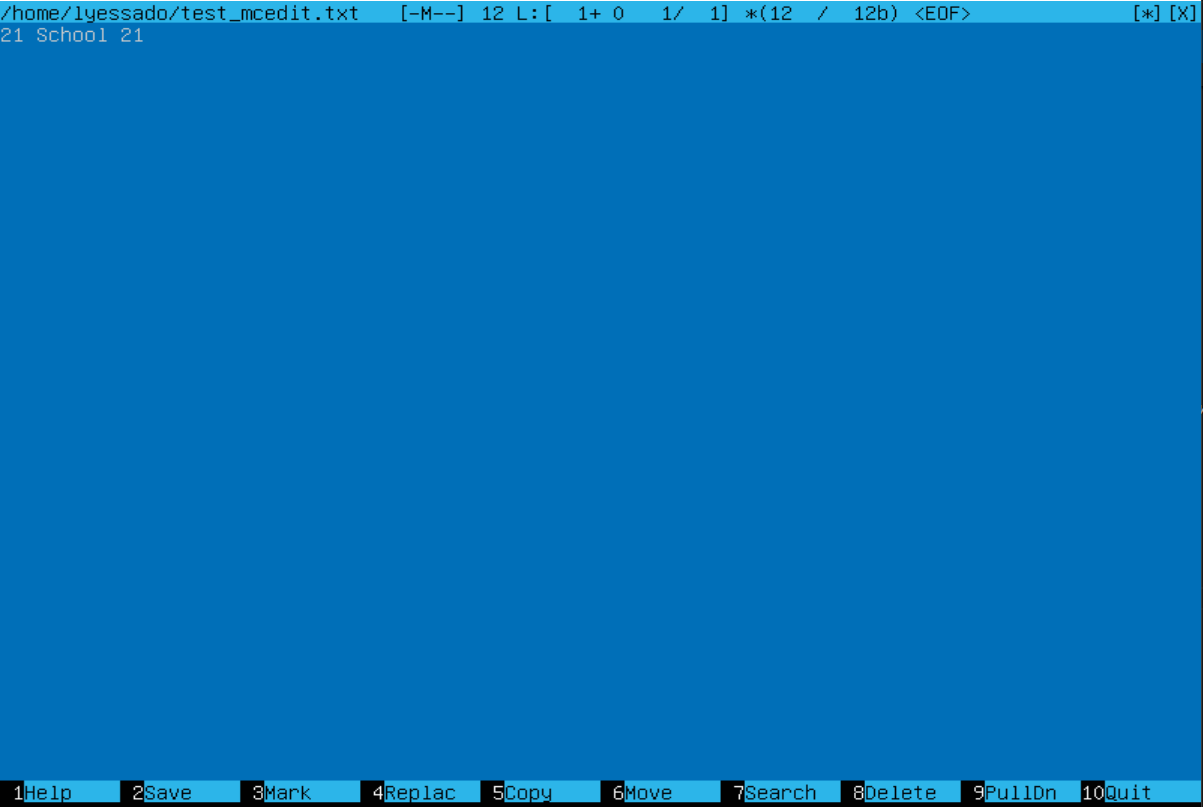 /home/lyessado/test_mcedit.txt   [-M--] 12 L:[  1+ 0   1/  1] *(12  /  12b) <EOF>   [*][X]
21 School 21
1Help 2Save 3Mark 4Replac 5Copy 6Move 7Search 8Delete 9PullDn 10Quit